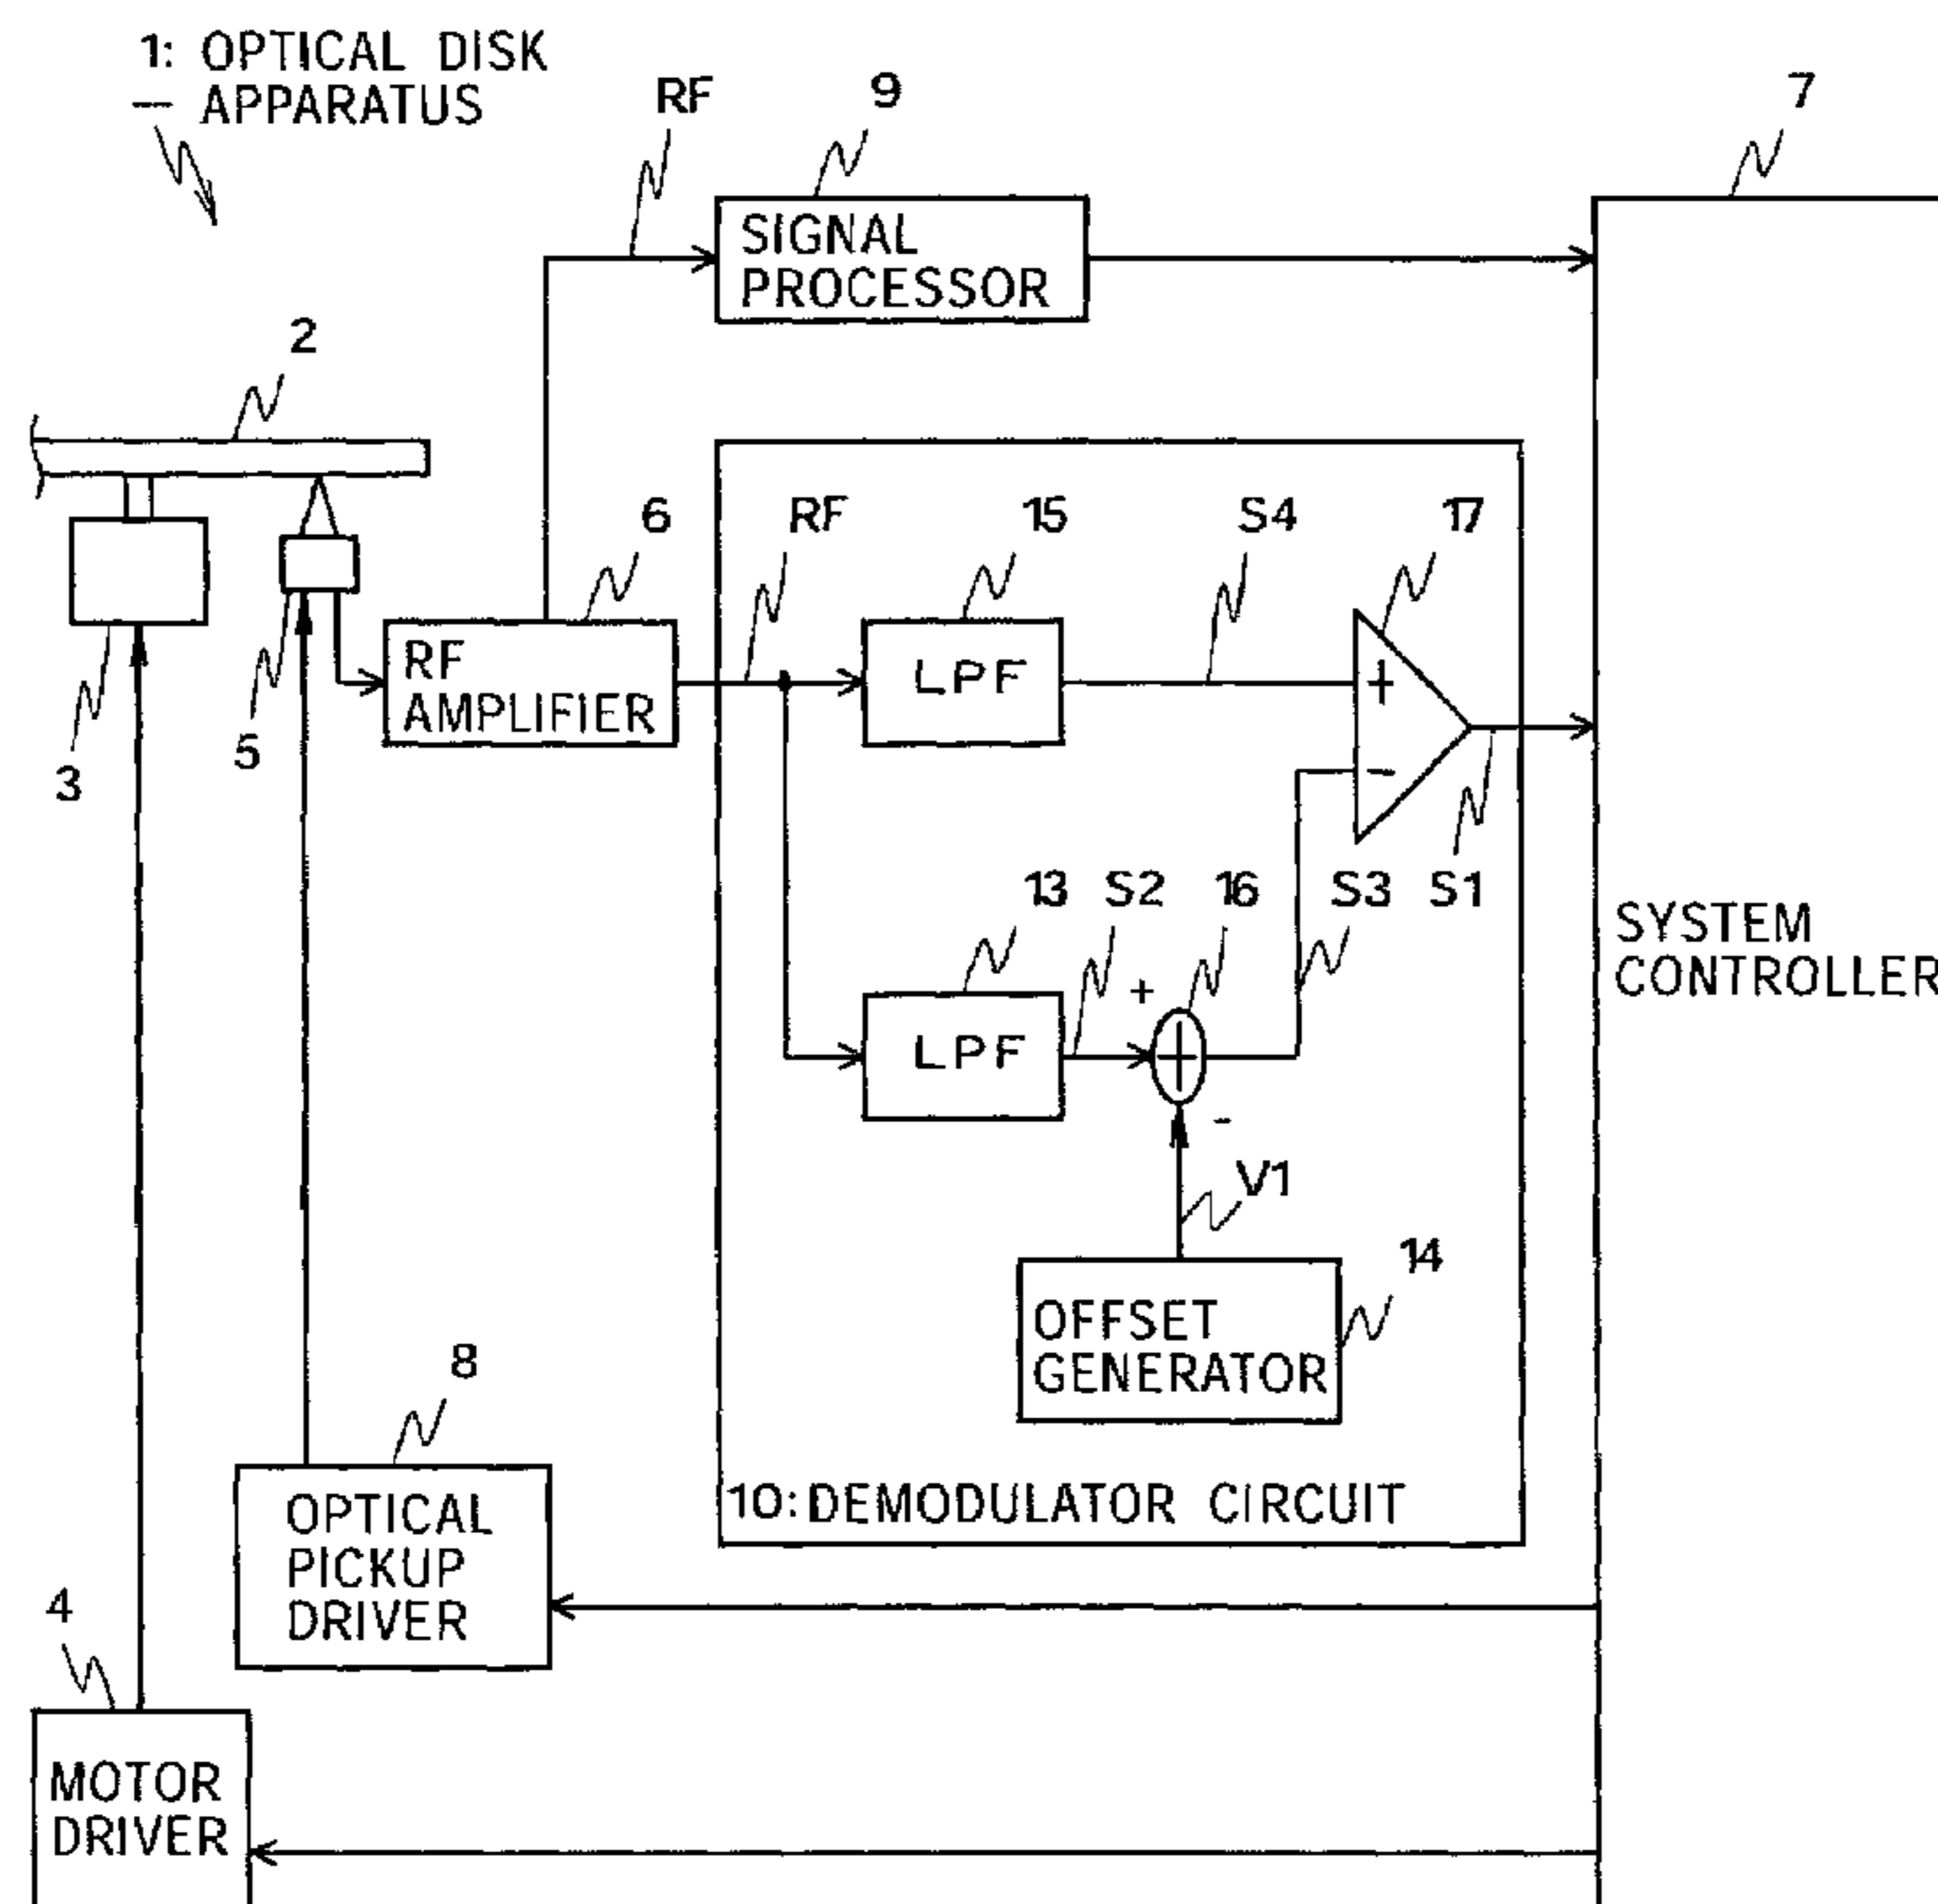 1: OPTICAL DISK
APPARATUS
RF
9
7
SIGNAL
PROCESSOR
2
6
RF
15
S4
17
RF
AMPLIFIER
LPF
+
-
3
5
13
S2
16
S3
S1
SYSTEM
CONTROLLER
+
LPF
-
V1
14
OFFSET
GENERATOR
8
10: DEMODULATOR CIRCUIT
OPTICAL
PICKUP
DRIVER
4
MOTOR
DRIVER